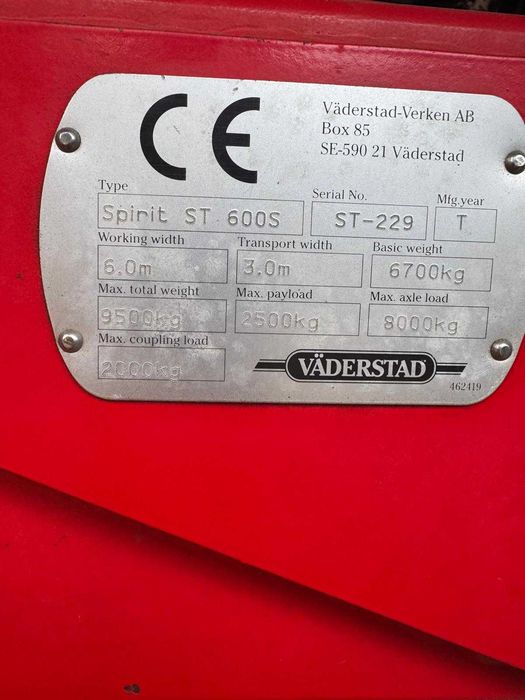 CE
Väderstad-Verken AB
Box 85
SE-590 21 Väderstad
Type Serial No. Mfg.year
Spirit ST 600S ST-229 T
Working width Transport width Basic weight
6.0m 3.0m 6700kg
Max. total weight Max. payload Max. axle load
9500kg 2500kg 8000kg
Max. coupling load
2000kg
VÄDERSTAD
462419